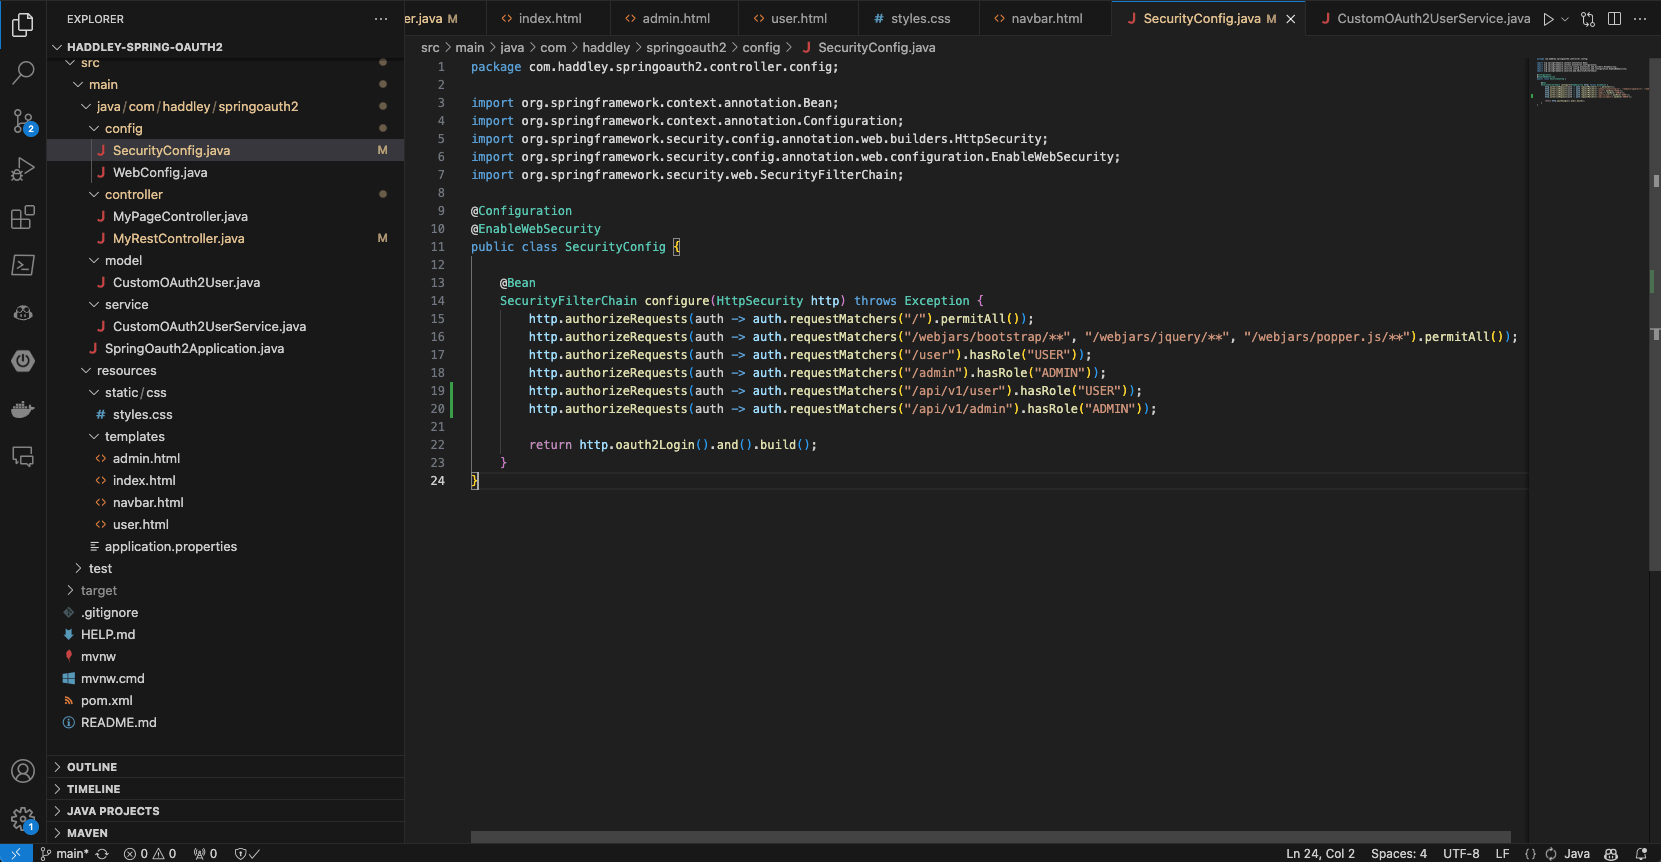 EXPLORER
HADDLEY-SPRING-OAUTH2
src
main
java/com/haddley/springoauth2
config
SecurityConfig.java M
WebConfig.java
controller
MyPageController.java
MyRestController.java M
model
CustomOAuth2User.java
service
CustomOAuth2UserService.java
SpringOauth2Application.java
resources
static/css
styles.css
templates
admin.html
index.html
navbar.html
user.html
application.properties
test
target
.gitignore
HELP.md
mvnw
mvnw.cmd
pom.xml
README.md
OUTLINE
TIMELINE
JAVA PROJECTS
MAVEN
2
1
er.java M index.html admin.html user.html # styles.css navbar.html SecurityConfig.java M CustomOAuth2UserService.java
src > main > java > com > haddley > springoauth2 > config > SecurityConfig.java
1 package com.haddley.springoauth2.controller.config;
2
3 import org.springframework.context.annotation.Bean;
4 import org.springframework.context.annotation.Configuration;
5 import org.springframework.security.config.annotation.web.builders.HttpSecurity;
6 import org.springframework.security.config.annotation.web.configuration.EnableWebSecurity;
7 import org.springframework.security.web.SecurityFilterChain;
8
9 @Configuration
10 @EnableWebSecurity
11 public class SecurityConfig {
12
13 @Bean
14 SecurityFilterChain configure(HttpSecurity http) throws Exception {
15 http.authorizeRequests(auth -> auth.requestMatchers("/").permitAll());
16 http.authorizeRequests(auth -> auth.requestMatchers("/webjars/bootstrap/**", "/webjars/jquery/**", "/webjars/popper.js/**").permitAll());
17 http.authorizeRequests(auth -> auth.requestMatchers("/user").hasRole("USER"));
18 http.authorizeRequests(auth -> auth.requestMatchers("/admin").hasRole("ADMIN"));
19 http.authorizeRequests(auth -> auth.requestMatchers("/api/v1/user").hasRole("USER"));
20 http.authorizeRequests(auth -> auth.requestMatchers("/api/v1/admin").hasRole("ADMIN"));
21
22 return http.oauth2Login().and().build();
23 }
24 }
main* 0 0 0 Ln 24, Col 2 Spaces: 4 UTF-8 LF {} Java